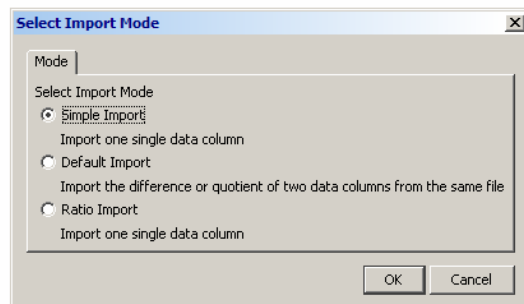 Select Import Mode
Mode
Select Import Mode
Simple Import
Import one single data column
Default Import
Import the difference or quotient of two data columns from the same file
Ratio Import
Import one single data column
OK Cancel